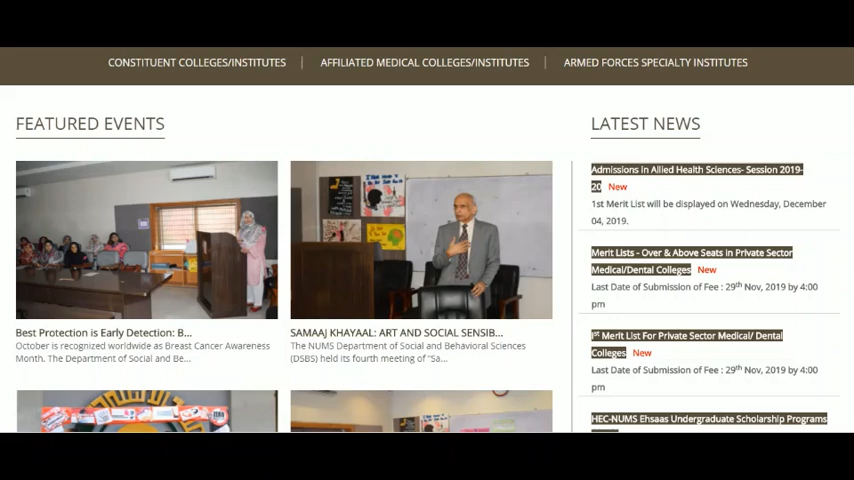 CONSTITUENT COLLEGES/INSTITUTES
AFFILIATED MEDICAL COLLEGES/INSTITUTES
ARMED FORCES SPECIALTY INSTITUTES
FEATURED EVENTS
Best Protection is Early Detection: B...
October is recognized worldwide as Breast Cancer Awareness
Month. The Department of Social and Be...
SAMAAJ KHAYAAL: ART AND SOCIAL SENSIB...
The NUMS Department of Social and Behavioral Sciences
(DSBS) held its fourth meeting of "Sa...
LATEST NEWS
Admissions in Allied Health Sciences- Session 2019-
20 New
1st Merit List will be displayed on Wednesday, December
04, 2019.
Merit Lists - Over & Above Seats in Private Sector
Medical/Dental Colleges New
Last Date of Submission of Fee : 29th Nov, 2019 by 4:00
pm
1st Merit List For Private Sector Medical/ Dental
Colleges New
Last Date of Submission of Fee : 29th Nov, 2019 by 4:00
pm
HEC-NUMS Ehsaas Undergraduate Scholarship Programs